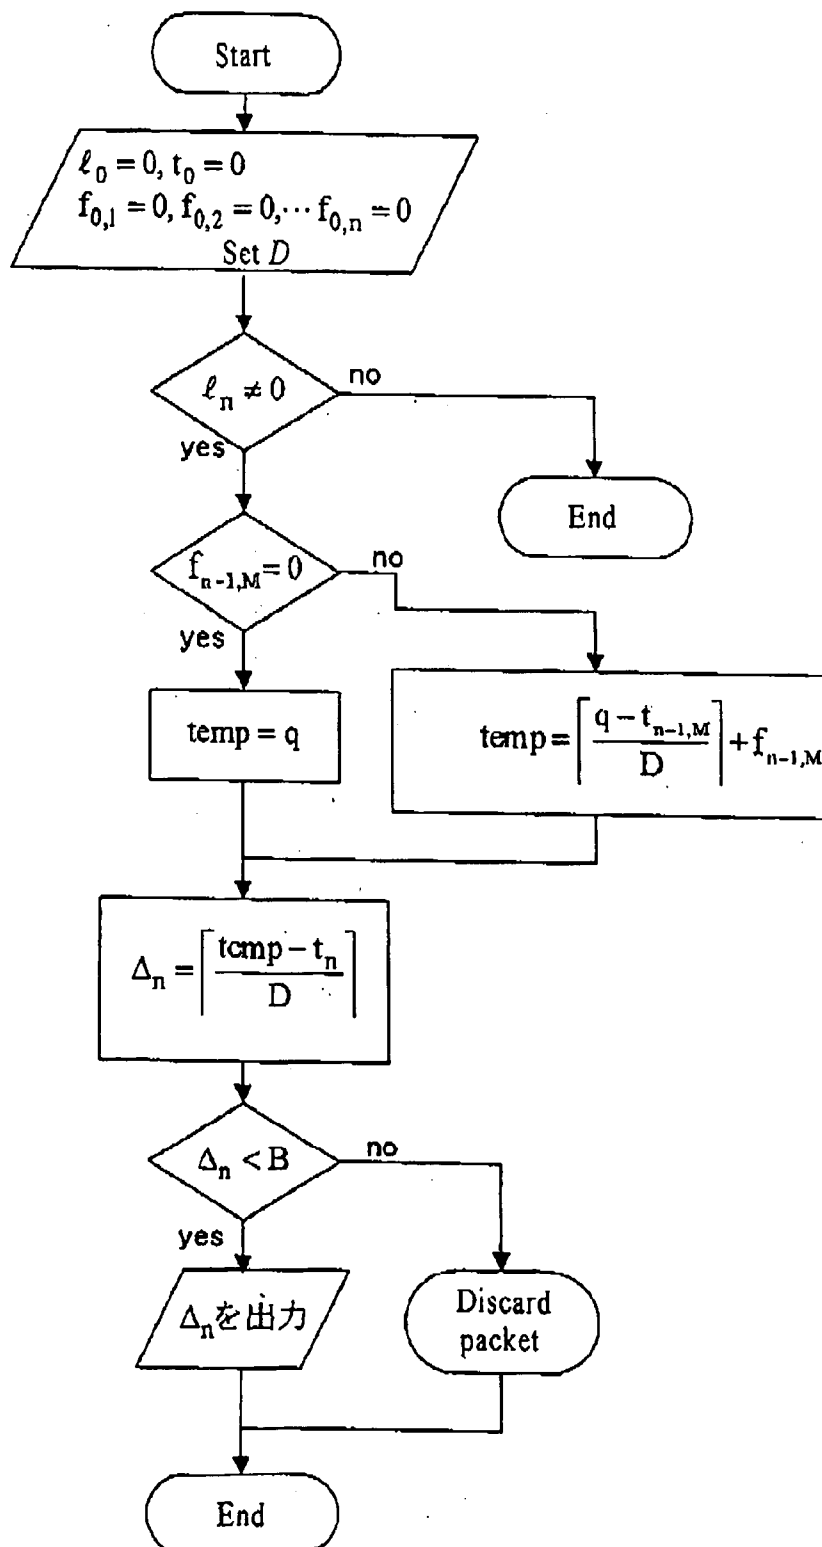 Start
ℓ₀ = 0, t₀ = 0
f₀,₁ = 0, f₀,₂ = 0, ⋯ f₀,ₙ = 0
Set D
ℓₙ ≠ 0
no
yes
End
fₙ₋₁,M = 0
no
yes
temp = q
temp = ⌈(q − tₙ₋₁,M)/D⌉ + fₙ₋₁,M
Δₙ = ⌈(temp − tₙ)/D⌉
Δₙ < B
no
yes
Δₙを出力
Discard
packet
End